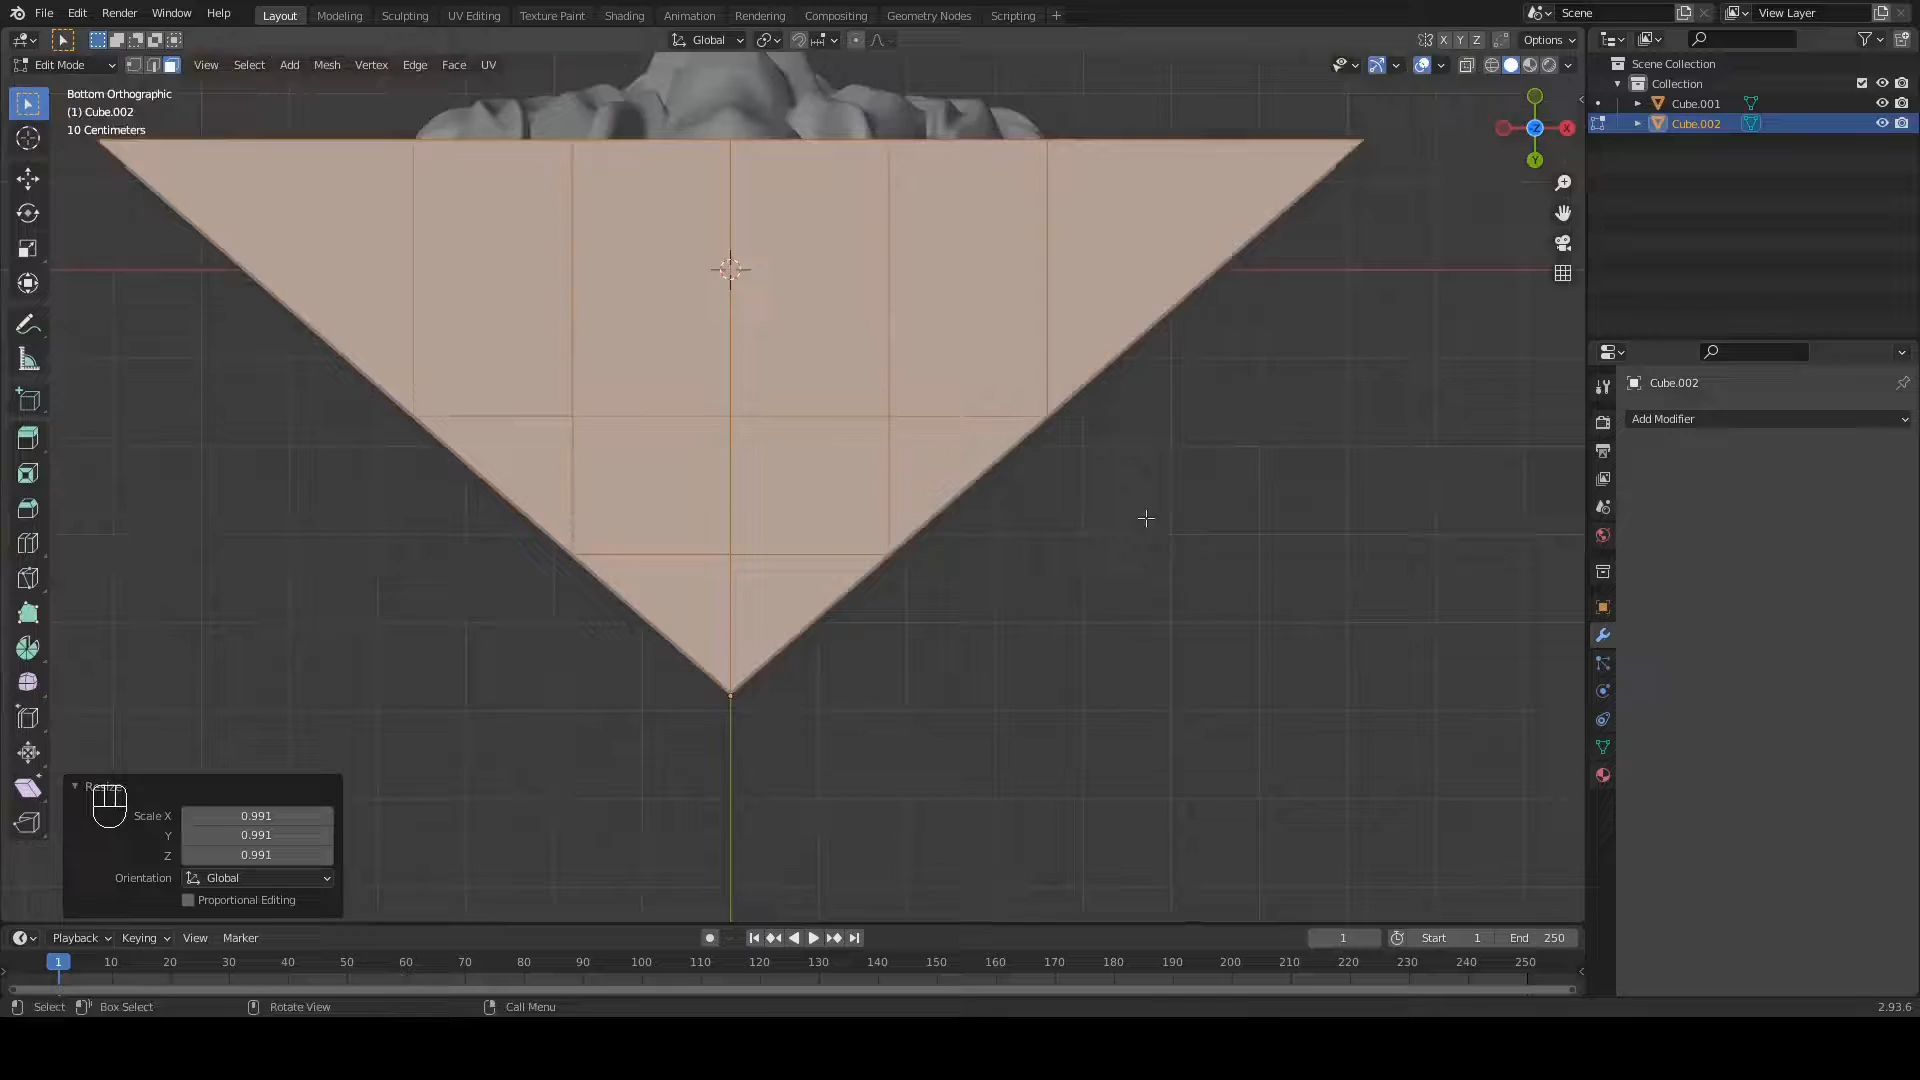 File Edit Render Window Help Layout Modeling Sculpting UV Editing Texture Paint Shading Animation Rendering Compositing Geometry Nodes Scripting + Scene View Layer
Global X Y Z Options
Edit Mode View Select Add Mesh Vertex Edge Face UV
Scene Collection
Collection
Cube.001
Cube.002
Bottom Orthographic
(1) Cube.002
10 Centimeters
X
-Z
Y
Cube.002
Add Modifier
Scale X 0.991
Y 0.991
Z 0.991
Orientation Global
Proportional Editing
Playback Keying View Marker 1 Start 1 End 250
1 10 20 30 40 50 60 70 80 90 100 110 120 130 140 150 160 170 180 190 200 210 220 230 240 250
Select Box Select Rotate View Call Menu 2.93.6